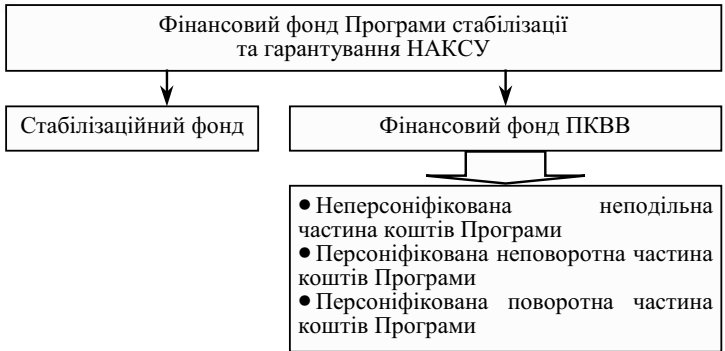 Фінансовий фонд Програми стабілізації
та гарантування НАКСУ
Стабілізаційний фонд
Фінансовий фонд ПКВВ
● Неперсоніфікована неподільна
частина коштів Програми
● Персоніфікована неповоротна частина
коштів Програми
● Персоніфікована поворотна частина
коштів Програми